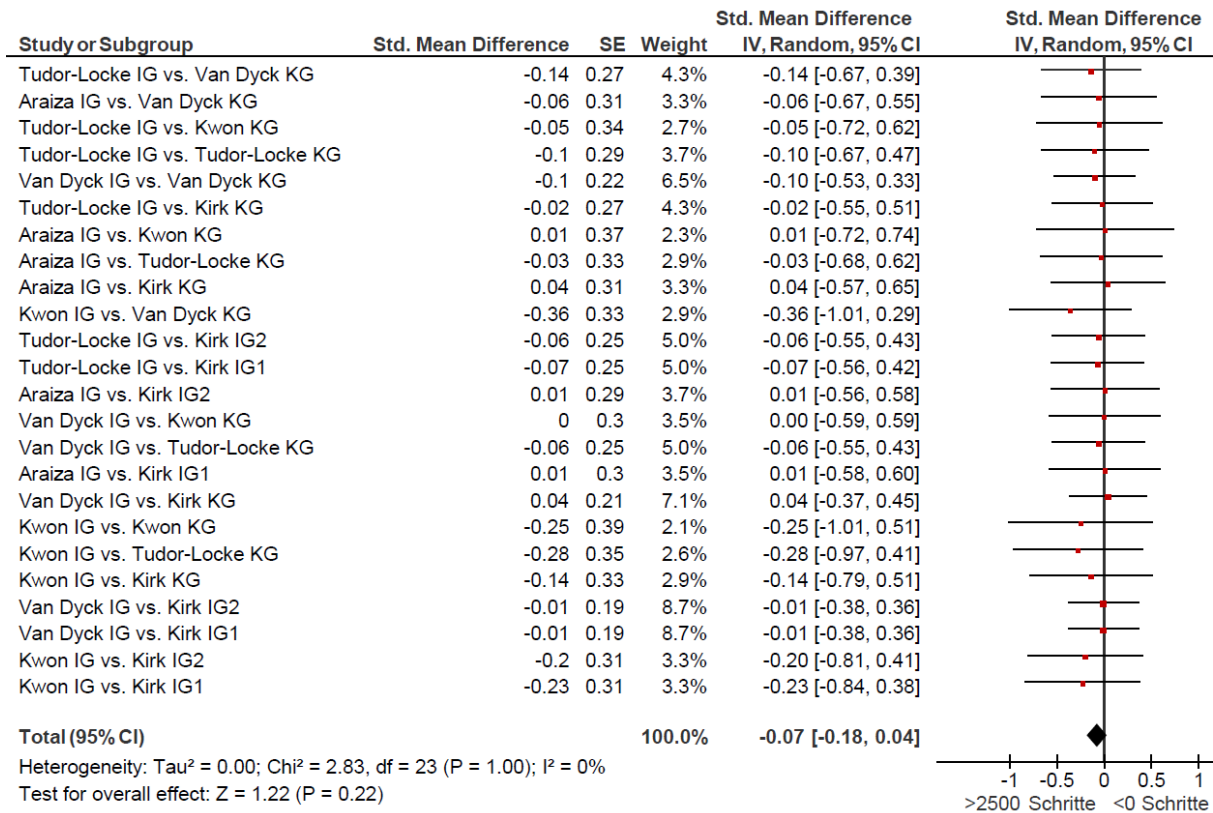 Std. Mean Difference Std. Mean Difference
Study or Subgroup Std. Mean Difference SE Weight IV, Random, 95% CI IV, Random, 95% CI
Tudor-Locke IG vs. Van Dyck KG -0.14 0.27 4.3% -0.14 [-0.67, 0.39]
Araiza IG vs. Van Dyck KG -0.06 0.31 3.3% -0.06 [-0.67, 0.55]
Tudor-Locke IG vs. Kwon KG -0.05 0.34 2.7% -0.05 [-0.72, 0.62]
Tudor-Locke IG vs. Tudor-Locke KG -0.1 0.29 3.7% -0.10 [-0.67, 0.47]
Van Dyck IG vs. Van Dyck KG -0.1 0.22 6.5% -0.10 [-0.53, 0.33]
Tudor-Locke IG vs. Kirk KG -0.02 0.27 4.3% -0.02 [-0.55, 0.51]
Araiza IG vs. Kwon KG 0.01 0.37 2.3% 0.01 [-0.72, 0.74]
Araiza IG vs. Tudor-Locke KG -0.03 0.33 2.9% -0.03 [-0.68, 0.62]
Araiza IG vs. Kirk KG 0.04 0.31 3.3% 0.04 [-0.57, 0.65]
Kwon IG vs. Van Dyck KG -0.36 0.33 2.9% -0.36 [-1.01, 0.29]
Tudor-Locke IG vs. Kirk IG2 -0.06 0.25 5.0% -0.06 [-0.55, 0.43]
Tudor-Locke IG vs. Kirk IG1 -0.07 0.25 5.0% -0.07 [-0.56, 0.42]
Araiza IG vs. Kirk IG2 0.01 0.29 3.7% 0.01 [-0.56, 0.58]
Van Dyck IG vs. Kwon KG 0 0.3 3.5% 0.00 [-0.59, 0.59]
Van Dyck IG vs. Tudor-Locke KG -0.06 0.25 5.0% -0.06 [-0.55, 0.43]
Araiza IG vs. Kirk IG1 0.01 0.3 3.5% 0.01 [-0.58, 0.60]
Van Dyck IG vs. Kirk KG 0.04 0.21 7.1% 0.04 [-0.37, 0.45]
Kwon IG vs. Kwon KG -0.25 0.39 2.1% -0.25 [-1.01, 0.51]
Kwon IG vs. Tudor-Locke KG -0.28 0.35 2.6% -0.28 [-0.97, 0.41]
Kwon IG vs. Kirk KG -0.14 0.33 2.9% -0.14 [-0.79, 0.51]
Van Dyck IG vs. Kirk IG2 -0.01 0.19 8.7% -0.01 [-0.38, 0.36]
Van Dyck IG vs. Kirk IG1 -0.01 0.19 8.7% -0.01 [-0.38, 0.36]
Kwon IG vs. Kirk IG2 -0.2 0.31 3.3% -0.20 [-0.81, 0.41]
Kwon IG vs. Kirk IG1 -0.23 0.31 3.3% -0.23 [-0.84, 0.38]
Total (95% CI) 100.0% -0.07 [-0.18, 0.04]
Heterogeneity: Tau² = 0.00; Chi² = 2.83, df = 23 (P = 1.00); I² = 0%
Test for overall effect: Z = 1.22 (P = 0.22)
-1 -0.5 0 0.5 1
>2500 Schritte <0 Schritte